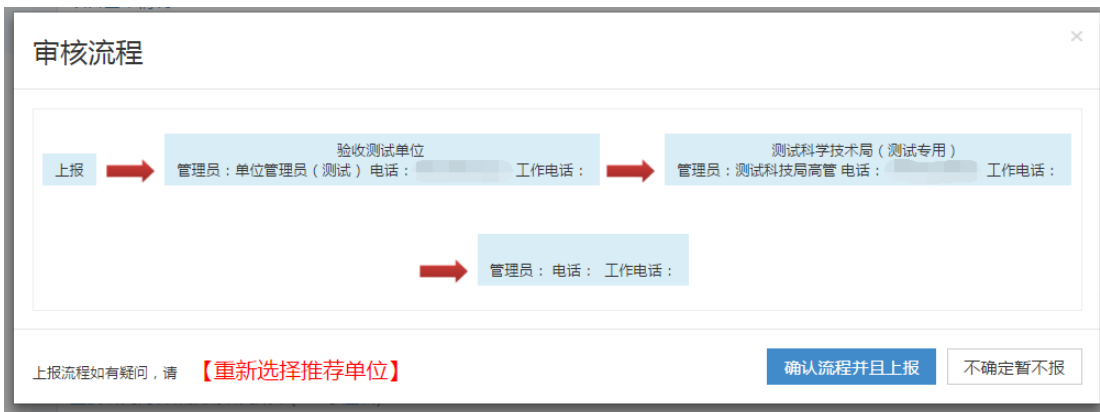 审核流程
×
上报
验收测试单位
管理员：单位管理员（测试） 电话： 工作电话：
测试科学技术局（测试专用）
管理员：测试科技局高管 电话： 工作电话：
管理员： 电话： 工作电话：
上报流程如有疑问，请 【重新选择推荐单位】
确认流程并且上报
不确定暂不报